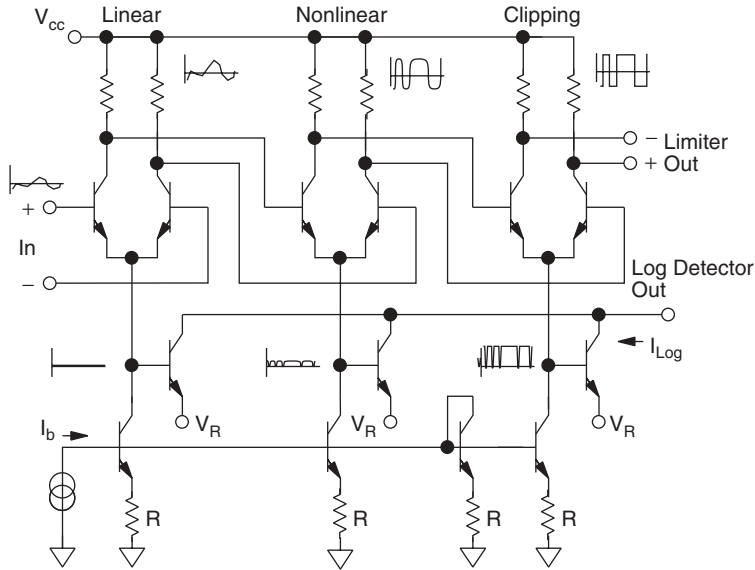 Linear Nonlinear Clipping
Vcc
− Limiter
+ Out
+
In
−
Log Detector
Out
ILog
VR VR VR
Ib
R R R R